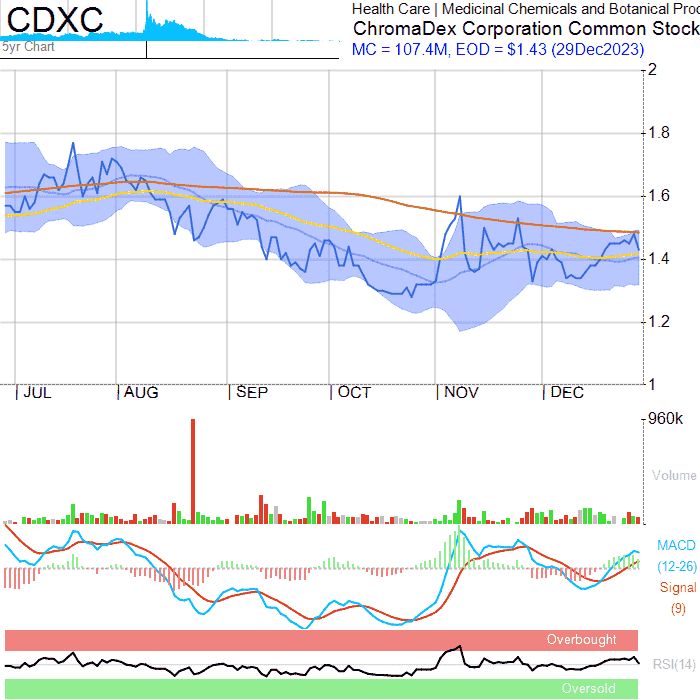 CDXC
5yr Chart
Health Care | Medicinal Chemicals and Botanical Proc
ChromaDex Corporation Common Stock
MC = 107.4M, EOD = $1.43 (29Dec2023)
2
1.8
1.6
1.4
1.2
1
JUL AUG SEP OCT NOV DEC
960k
Volume
MACD
(12-26)
Signal
(9)
Overbought
RSI(14)
Oversold